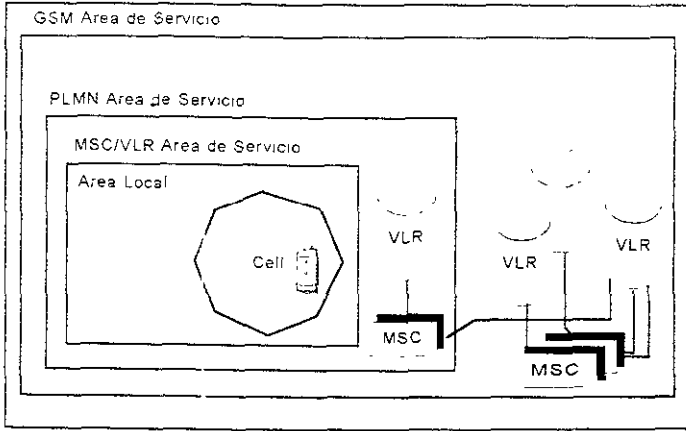 GSM Area de Servicio
PLMN Area de Servicio
MSC/VLR Area de Servicio
Area Local
Cell
VLR
VLR
VLR
MSC
MSC